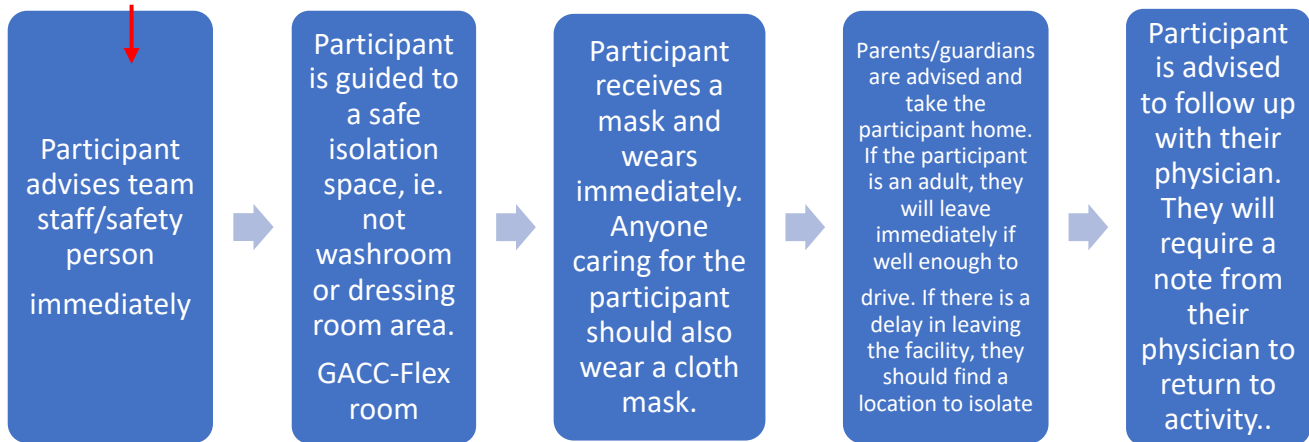 Participant
advises team
staff/safety
person
immediately
Participant
is guided to
a safe
isolation
space, ie.
not
washroom
or dressing
room area.
GACC-Flex
room
Participant
receives a
mask and
wears
immediately.
Anyone
caring for the
participant
should also
wear a cloth
mask.
Parents/guardians
are advised and
take the
participant home.
If the participant
is an adult, they
will leave
immediately if
well enough to
drive. If there is a
delay in leaving
the facility, they
should find a
location to isolate
Participant
is advised
to follow up
with their
physician.
They will
require a
note from
their
physician to
return to
activity..